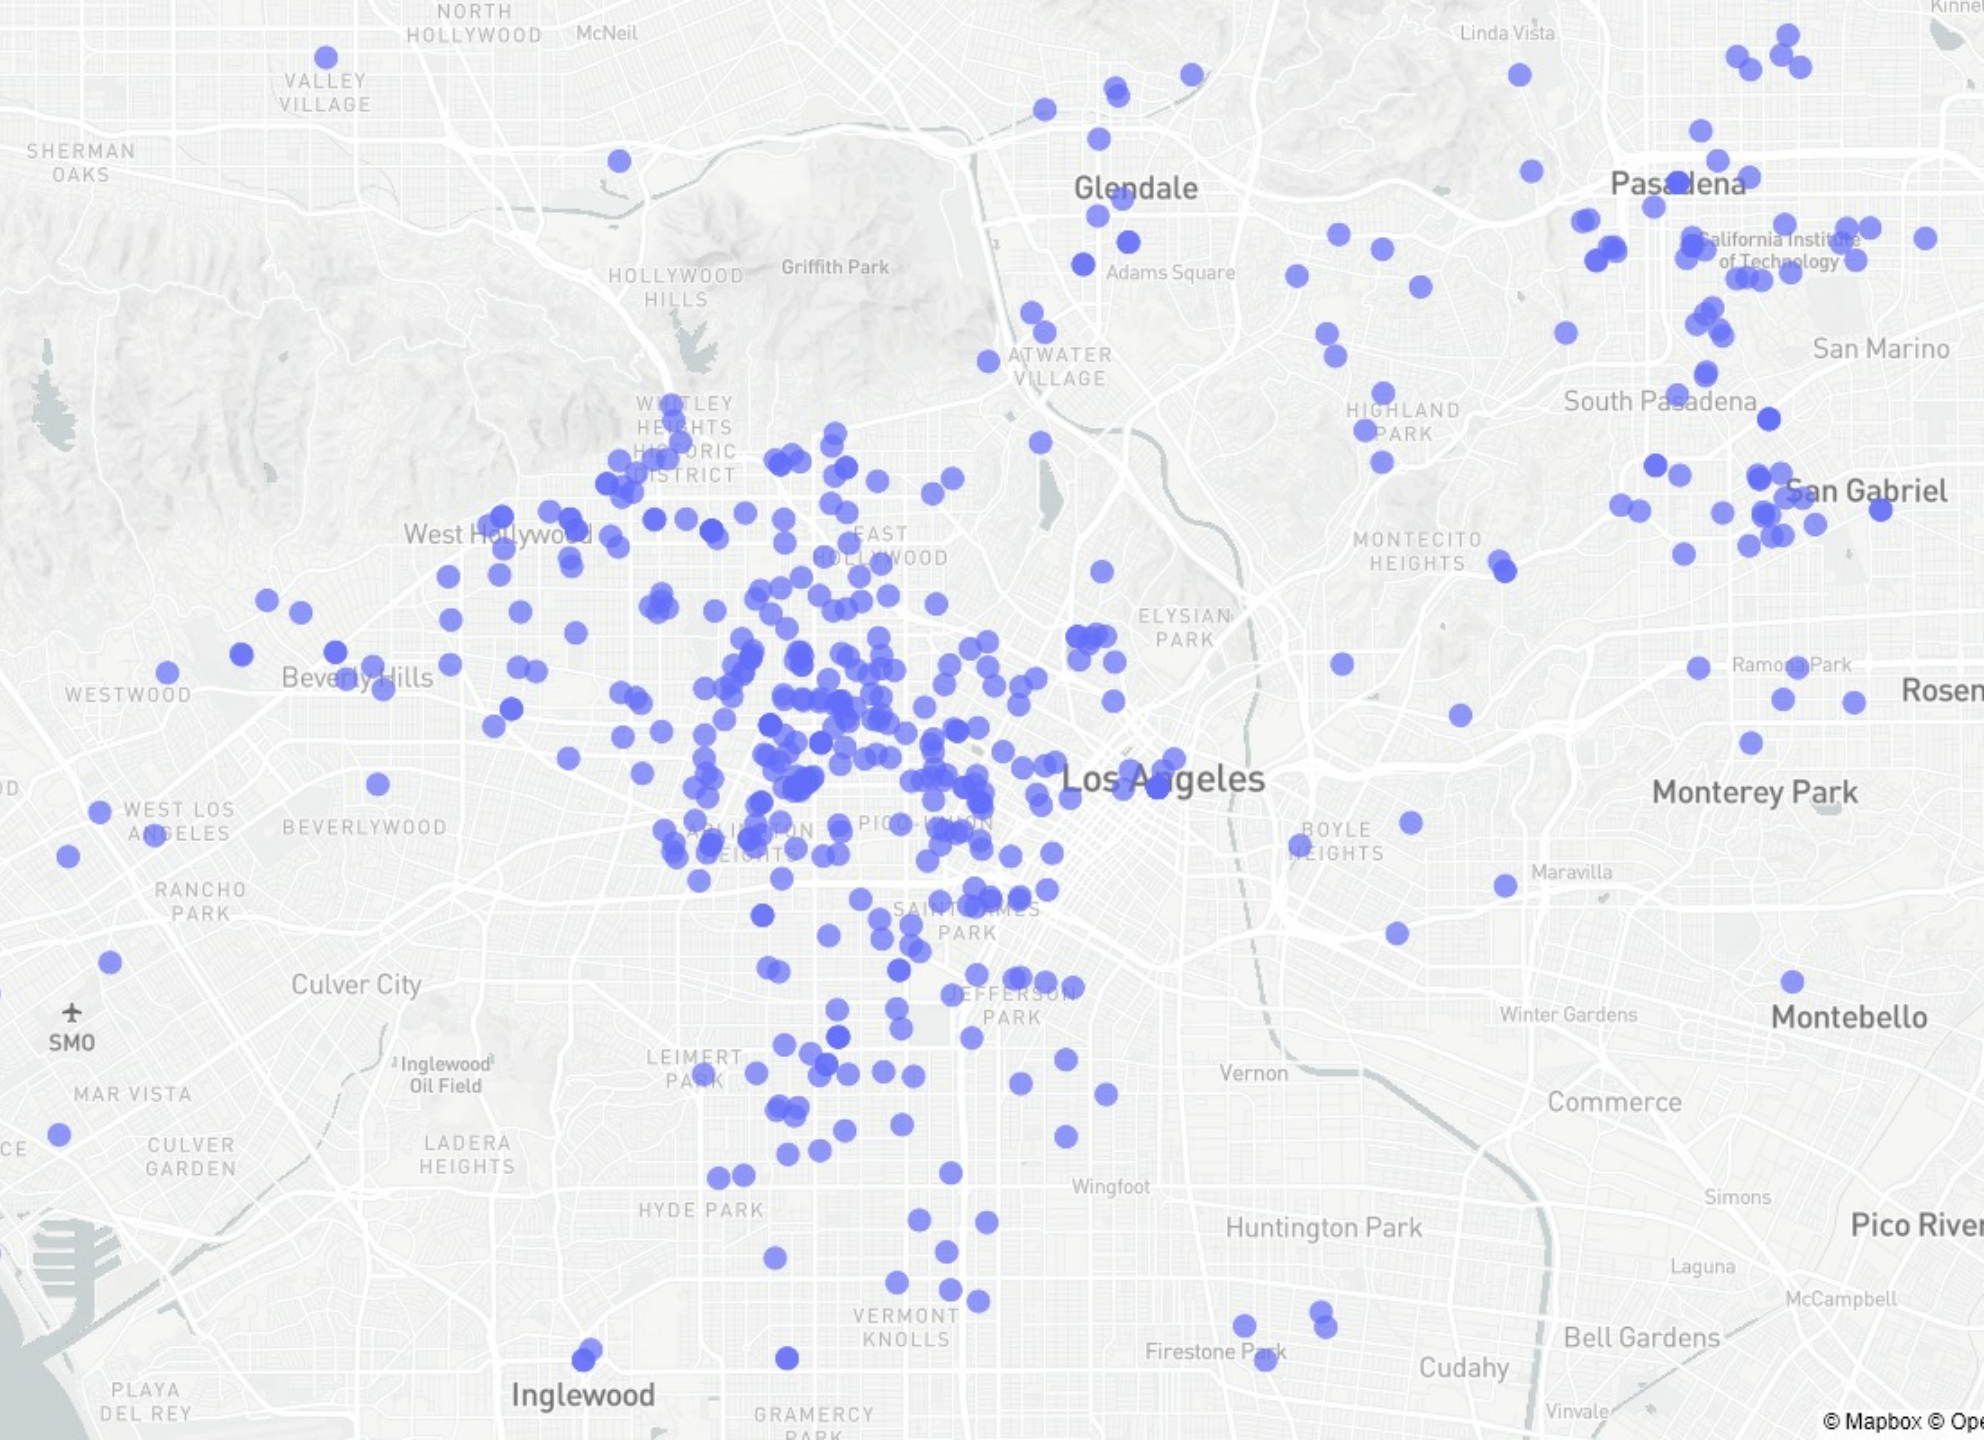 NORTH
HOLLYWOOD
McNeil
Linda Vista
VALLEY
VILLAGE
SHERMAN
OAKS
Glendale
Pasadena
California Institute
of Technology
HOLLYWOOD
HILLS
Griffith Park
Adams Square
ATWATER
VILLAGE
San Marino
WHITLEY
HEIGHTS
HISTORIC
DISTRICT
HIGHLAND
PARK
South Pasadena
San Gabriel
West Hollywood
EAST
HOLLYWOOD
MONTECITO
HEIGHTS
ELYSIAN
PARK
WESTWOOD
Beverly Hills
Ramona Park
Rosem
Los Angeles
Monterey Park
WEST LOS
ANGELES
BEVERLYWOOD
ARLINGTON
HEIGHTS
PICO-UNION
BOYLE
HEIGHTS
Maravilla
RANCHO
PARK
SAINT JAMES
PARK
Culver City
JEFFERSON
PARK
SMO
Winter Gardens
Montebello
Inglewood
Oil Field
LEIMERT
PARK
Vernon
MAR VISTA
Commerce
CE
CULVER
GARDEN
LADERA
HEIGHTS
HYDE PARK
Wingfoot
Simons
Huntington Park
Pico River
Laguna
McCampbell
VERMONT
KNOLLS
Firestone Park
Bell Gardens
Cudahy
PLAYA
DEL REY
Inglewood
GRAMERCY
PARK
Vinvale
© Mapbox © Ope